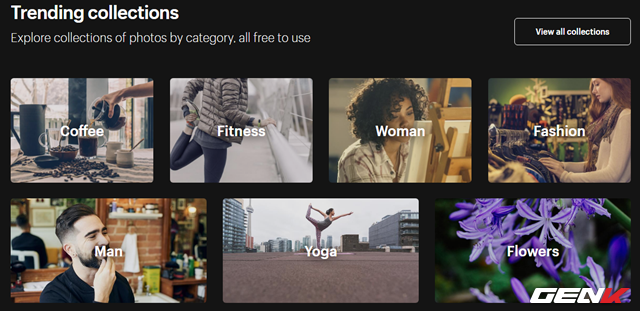 Trending collections
Explore collections of photos by category. all free to use
View all collections
Coffee
Fitness
Woman
Fashion
Man
Yoga
Flowers
GENK